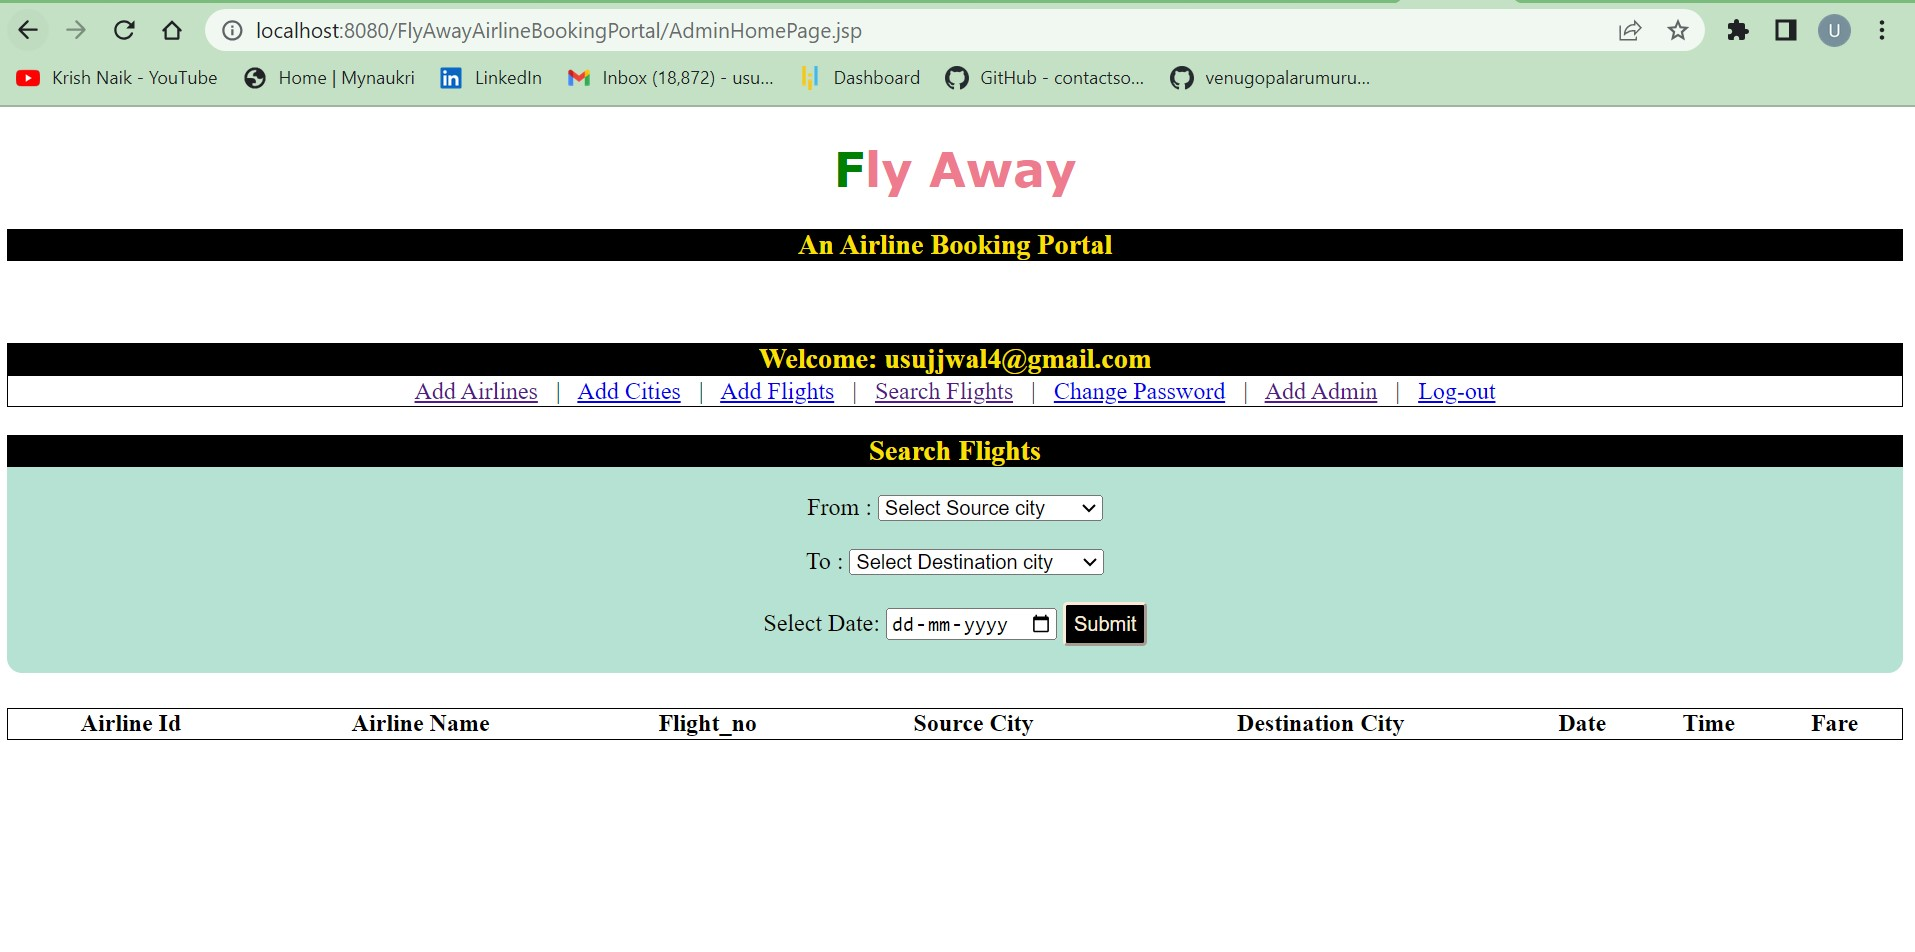 localhost:8080/FlyAwayAirlineBookingPortal/AdminHomePage.jsp
U
Krish Naik - YouTube Home | Mynaukri LinkedIn Inbox (18,872) - usu... Dashboard GitHub - contactso... venugopalarumuru...
Fly Away
An Airline Booking Portal
Welcome: usujjwal4@gmail.com
Add Airlines | Add Cities | Add Flights | Search Flights | Change Password | Add Admin | Log-out
Search Flights
From : Select Source city
To : Select Destination city
Select Date: dd-mm-yyyy Submit
Airline Id Airline Name Flight_no Source City Destination City Date Time Fare